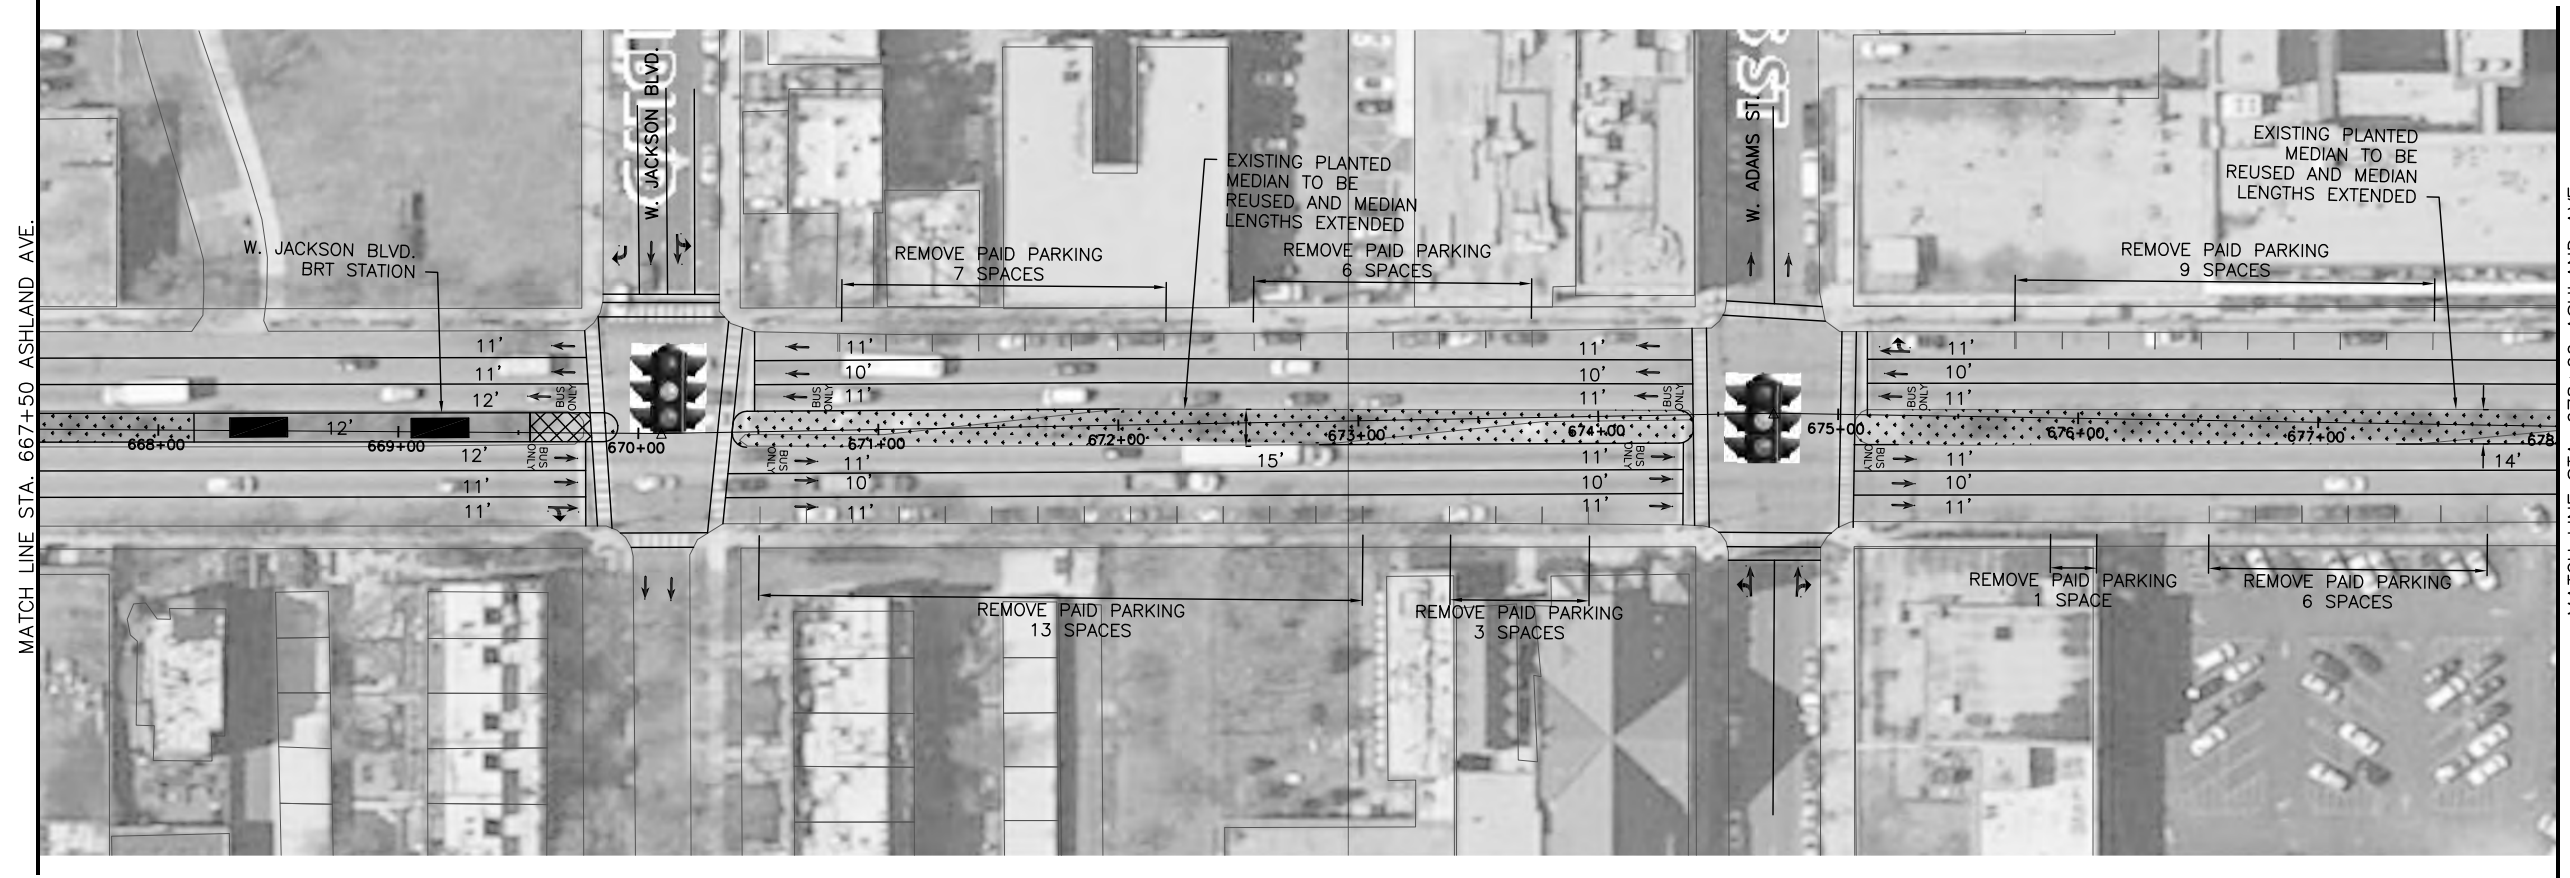 MATCH LINE STA. 667+50 ASHLAND AVE.
W. JACKSON BLVD.
W. ADAMS ST.
W. JACKSON BLVD.
BRT STATION
REMOVE PAID PARKING
7 SPACES
EXISTING PLANTED
MEDIAN TO BE
REUSED AND MEDIAN
LENGTHS EXTENDED
REMOVE PAID PARKING
6 SPACES
EXISTING PLANTED
MEDIAN TO BE
REUSED AND MEDIAN
LENGTHS EXTENDED
REMOVE PAID PARKING
9 SPACES
11'
11'
12'
BUS
ONLY
12'
12'
BUS
ONLY
11'
11'
11'
10'
11'
BUS
ONLY
11'
10'
11'
BUS
ONLY
11'
10'
11'
BUS
ONLY
668+00
669+00
670+00
671+00
672+00
673+00
674+00
675+00
676+00
677+00
678
BUS
ONLY
11'
10'
11'
15'
11'
10'
11'
BUS
ONLY
BUS
ONLY
11'
10'
11'
14'
REMOVE PAID PARKING
13 SPACES
REMOVE PAID PARKING
3 SPACES
REMOVE PAID PARKING
1 SPACE
REMOVE PAID PARKING
6 SPACES